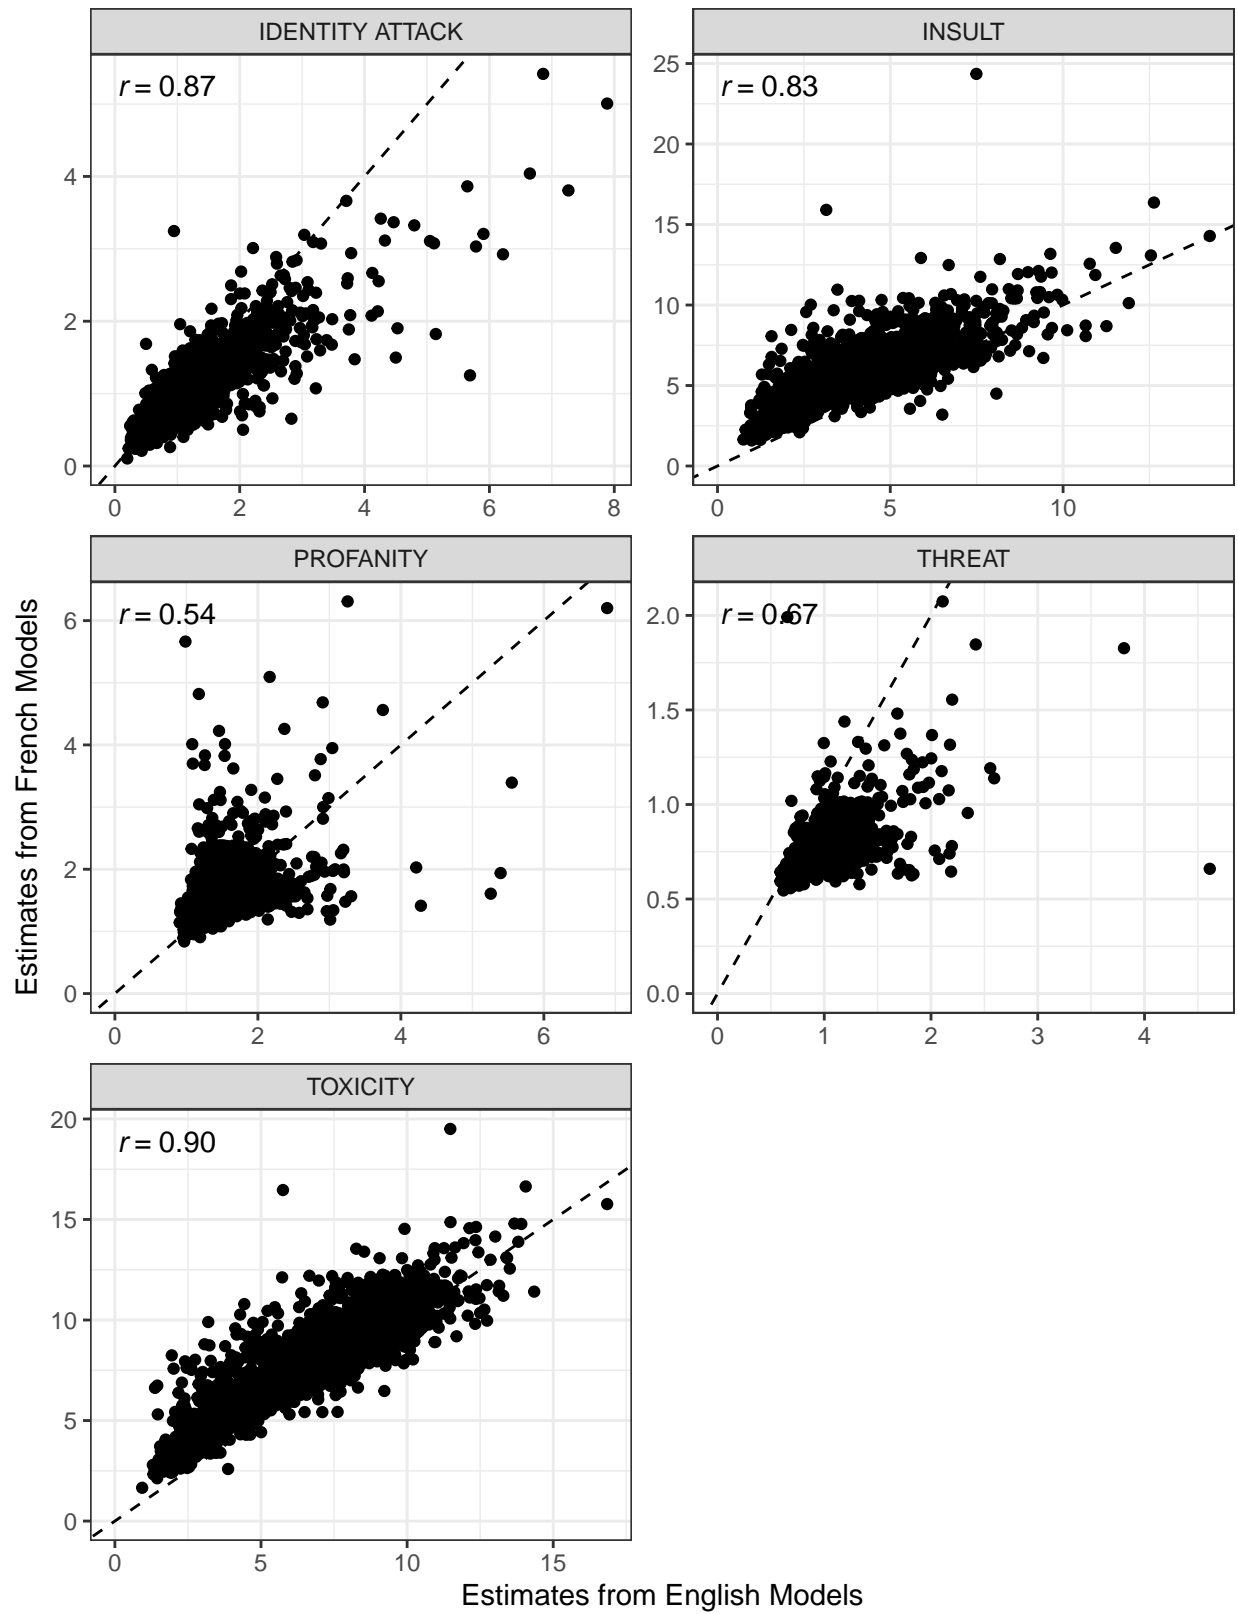 IDENTITY ATTACK
r = 0.87
4
2
0
0 2 4 6 8
INSULT
r = 0.83
25
20
15
10
5
0
0 5 10
PROFANITY
r = 0.54
6
4
2
0
0 2 4 6
THREAT
r = 0.67
2.0
1.5
1.0
0.5
0.0
0 1 2 3 4
TOXICITY
r = 0.90
20
15
10
5
0
0 5 10 15
Estimates from French Models
Estimates from English Models